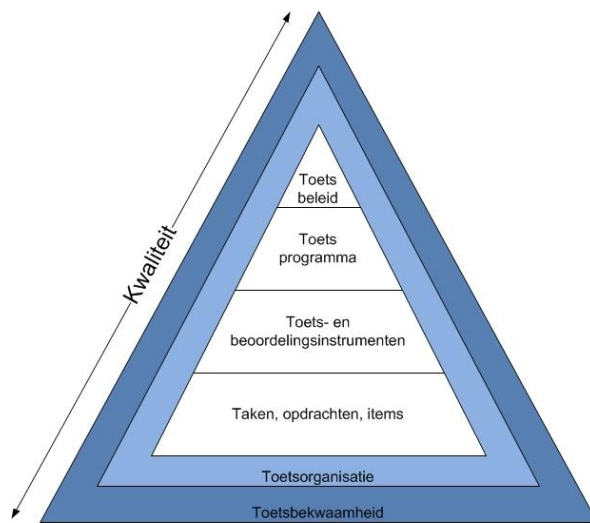 Kwaliteit
Toets
beleid
Toets
programma
Toets- en
beoordelingsinstrumenten
Taken, opdrachten, items
Toetsorganisatie
Toetsbekwaamheid